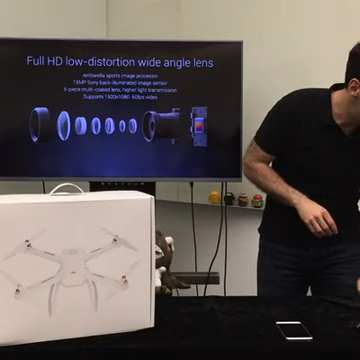 Full HD low-distortion wide angle lens
Ambarella sports image processor
16MP Sony back-illuminated image sensor
6-piece multi-coated lens, higher light transmission
Supports 1920x1080 60fps video